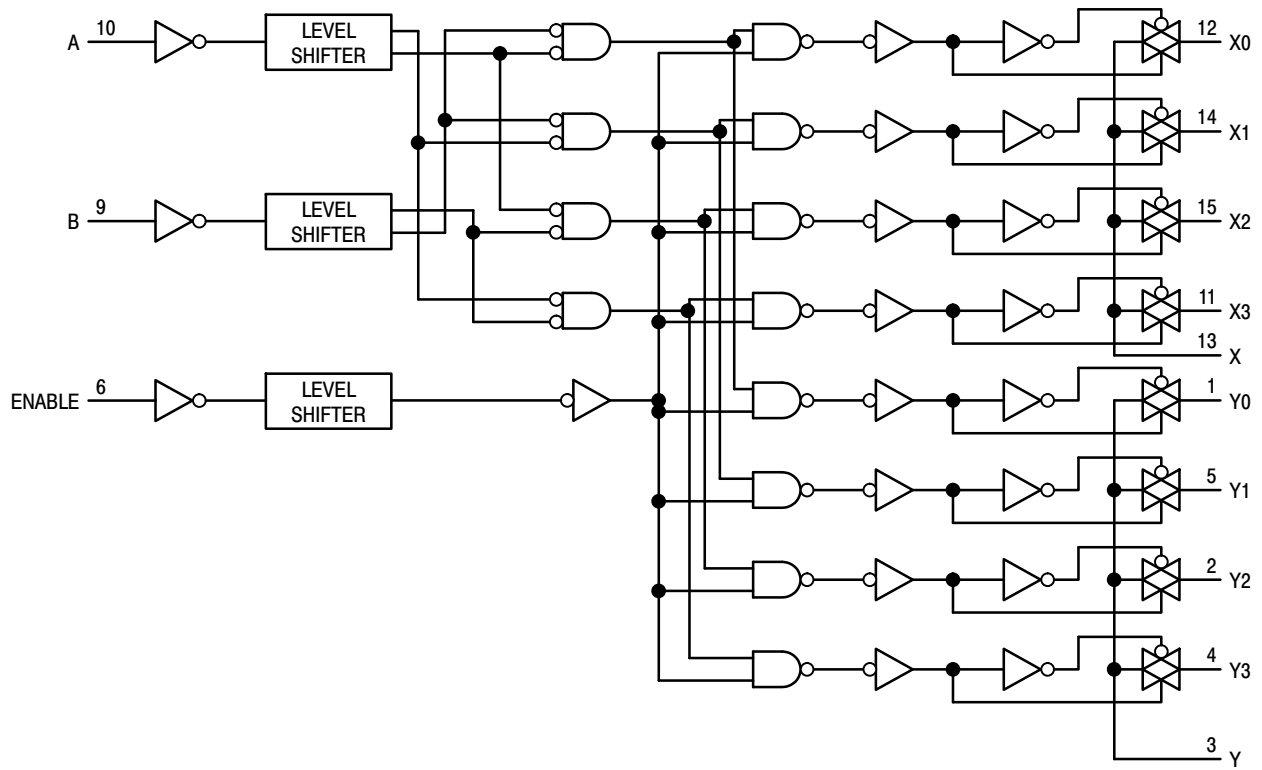 A 10 LEVEL SHIFTER 12 X0
14 X1
B 9 LEVEL SHIFTER 15 X2
11 X3
13 X
ENABLE 6 LEVEL SHIFTER 1 Y0
5 Y1
2 Y2
4 Y3
3 Y